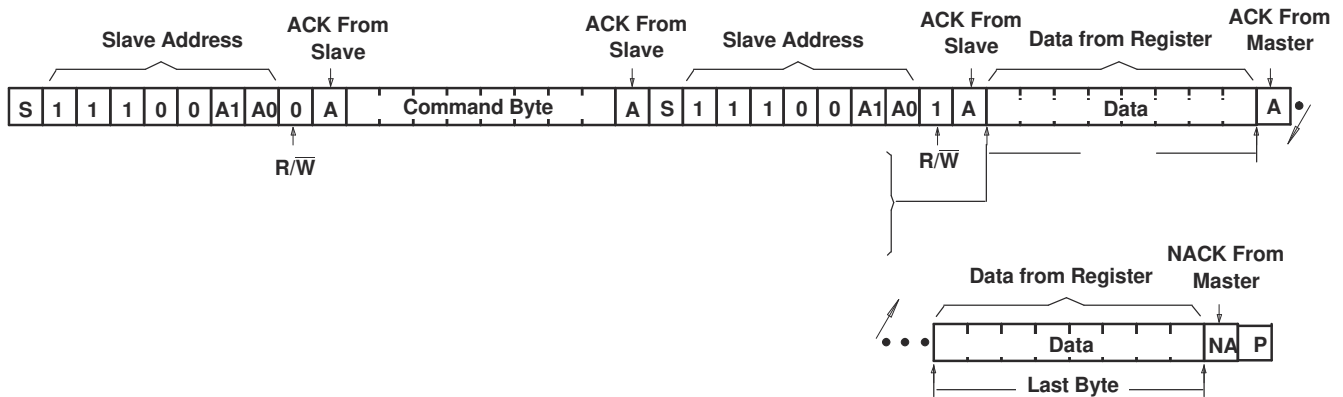 Slave Address
ACK From
Slave
ACK From
Slave
Slave Address
ACK From
Slave
Data from Register
ACK From
Master
S 1 1 1 0 0 A1 A0 0 A Command Byte A S 1 1 1 0 0 A1 A0 1 A Data A
R/W̅
R/W̅
Data from Register
NACK From
Master
Data NA P
Last Byte